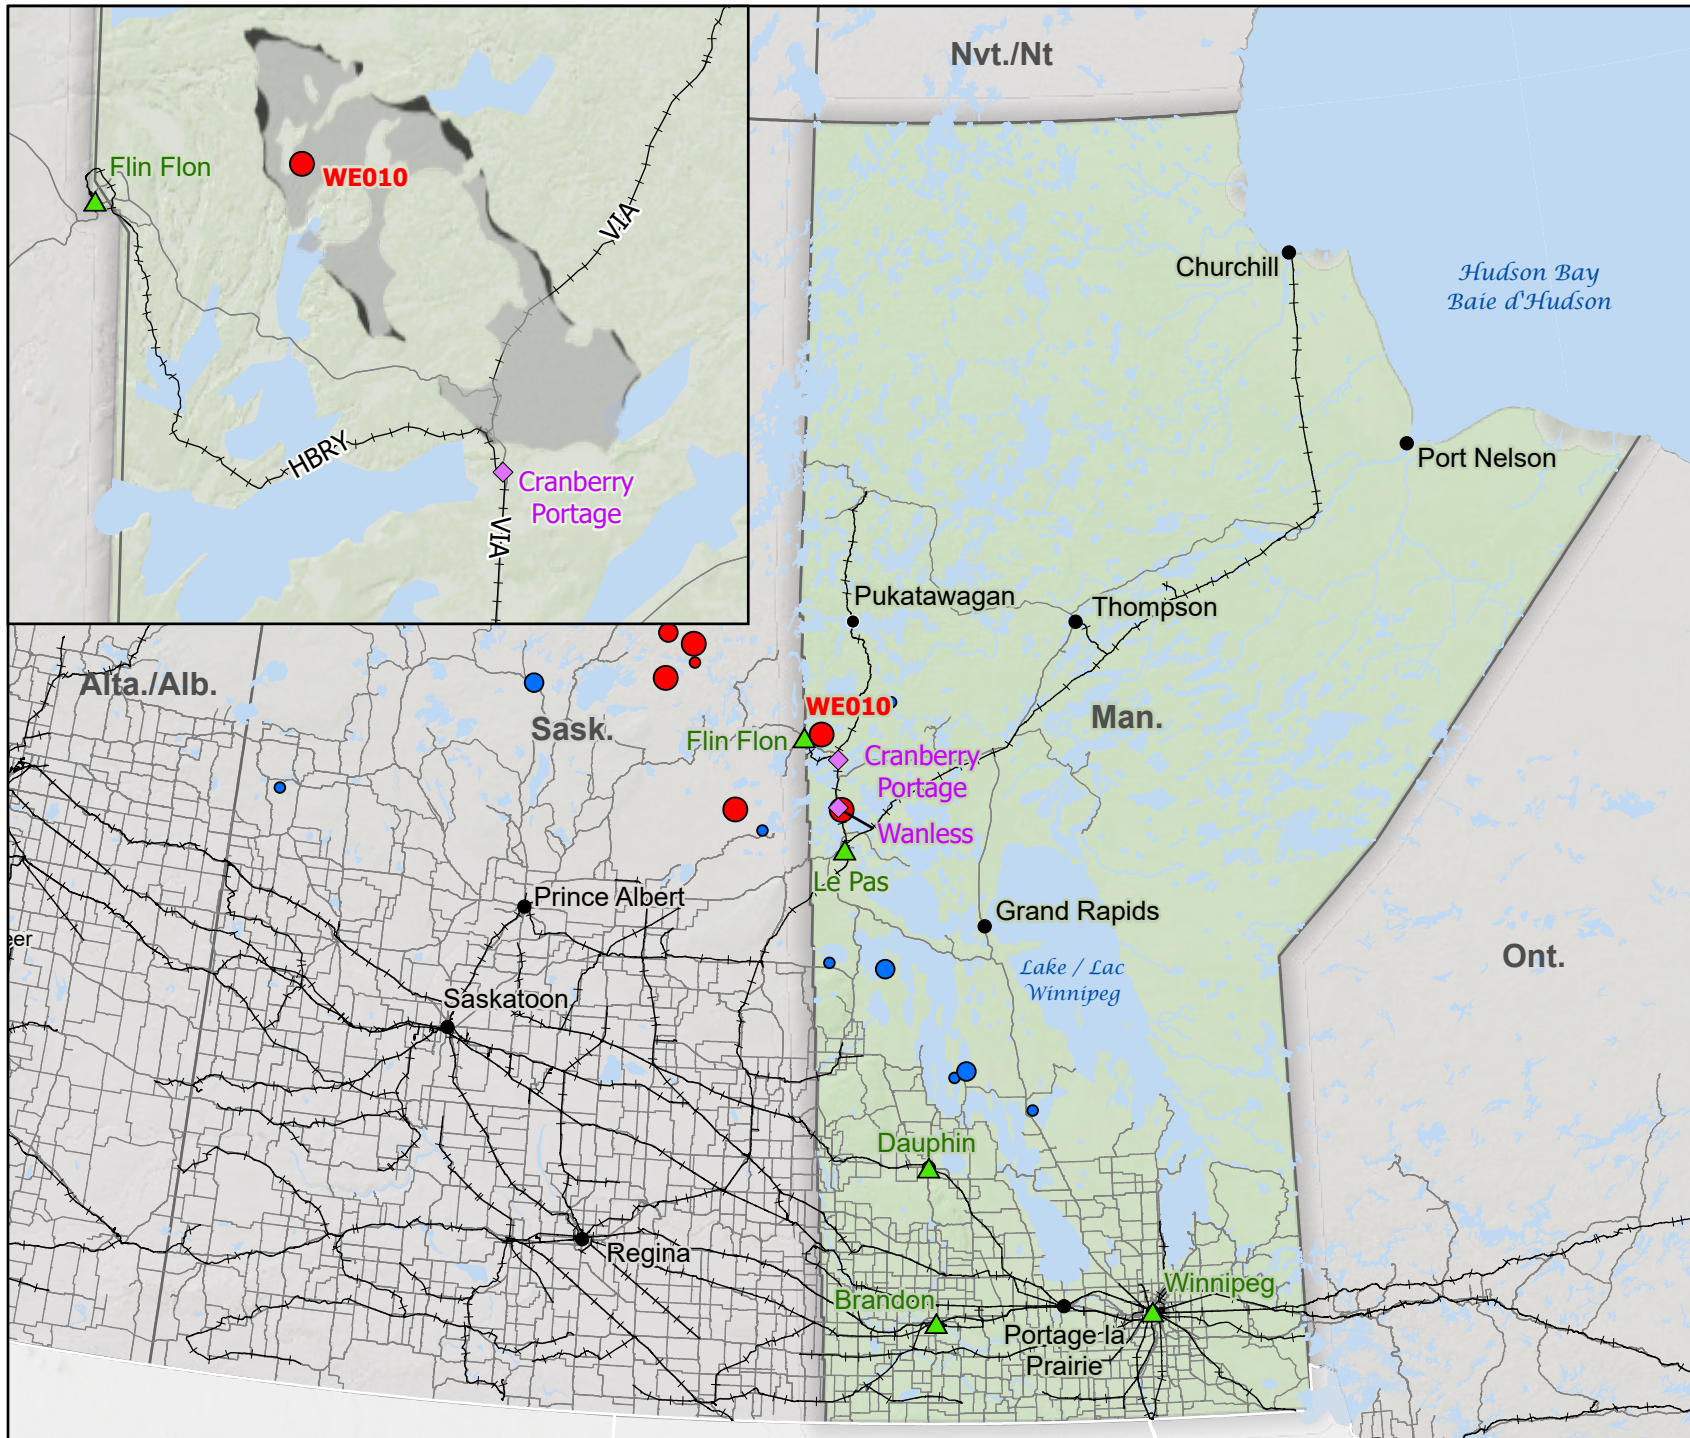 Flin Flon
WE010
VIA
HBRY
VIA
Cranberry
Portage
Nvt./Nt
Churchill
Hudson Bay
Baie d'Hudson
Port Nelson
Pukatawagan
Thompson
Alta./Alb.
Sask.
WE010
Man.
Flin Flon
Cranberry
Portage
Wanless
Le Pas
Prince Albert
Grand Rapids
eer
Ont.
Lake / Lac
Winnipeg
Saskatoon
Dauphin
Regina
Brandon
Winnipeg
Portage la
Prairie